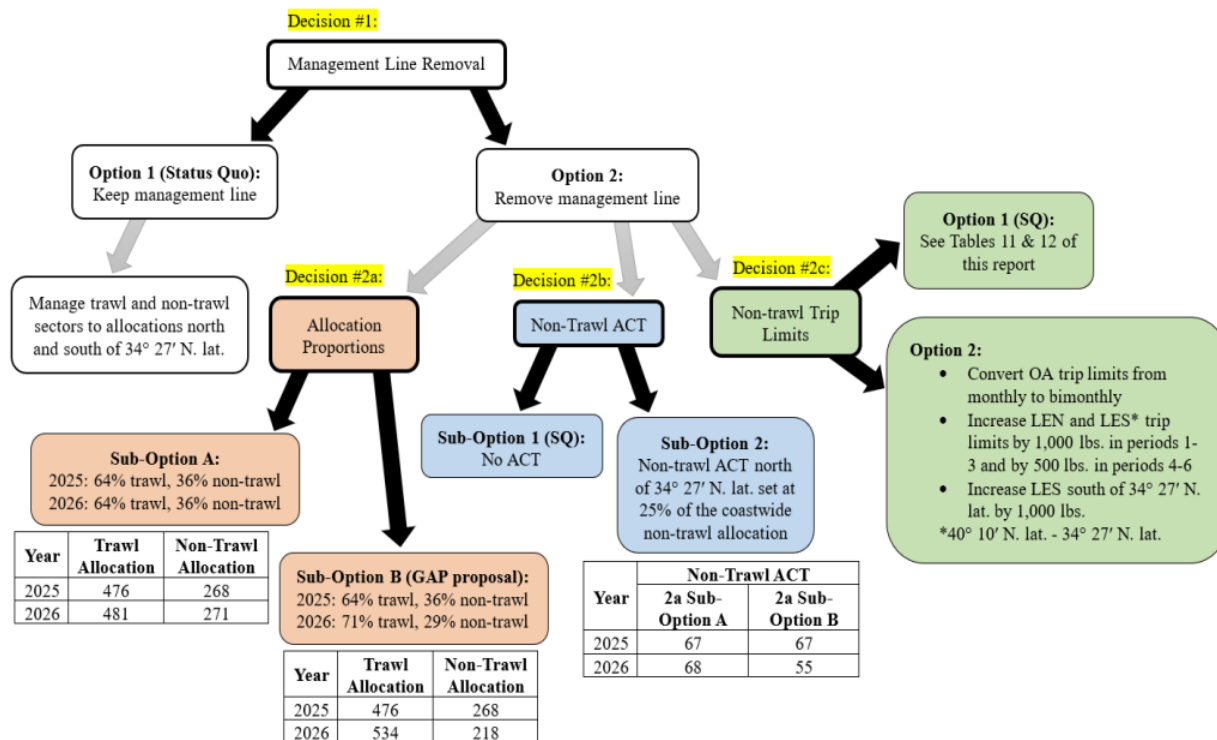 Decision #1:
Management Line Removal
Option 1 (Status Quo):
Keep management line
Option 2:
Remove management line
Manage trawl and non-trawl
sectors to allocations north
and south of 34° 27′ N. lat.
Decision #2a:
Allocation
Proportions
Decision #2b:
Non-Trawl ACT
Decision #2c:
Non-trawl Trip
Limits
Option 1 (SQ):
See Tables 11 & 12 of
this report
Option 2:
• Convert OA trip limits from
monthly to bimonthly
• Increase LEN and LES* trip
limits by 1,000 lbs. in periods 1-
3 and by 500 lbs. in periods 4-6
• Increase LES south of 34° 27′ N.
lat. by 1,000 lbs.
*40° 10′ N. lat. - 34° 27′ N. lat.
Sub-Option A:
2025: 64% trawl, 36% non-trawl
2026: 64% trawl, 36% non-trawl
Year Trawl Allocation Non-Trawl Allocation
2025 476 268
2026 481 271
Sub-Option B (GAP proposal):
2025: 64% trawl, 36% non-trawl
2026: 71% trawl, 29% non-trawl
Year Trawl Allocation Non-Trawl Allocation
2025 476 268
2026 534 218
Sub-Option 1 (SQ):
No ACT
Sub-Option 2:
Non-trawl ACT north
of 34° 27′ N. lat. set at
25% of the coastwide
non-trawl allocation
Non-Trawl ACT
Year 2a Sub-Option A 2a Sub-Option B
2025 67 67
2026 68 55